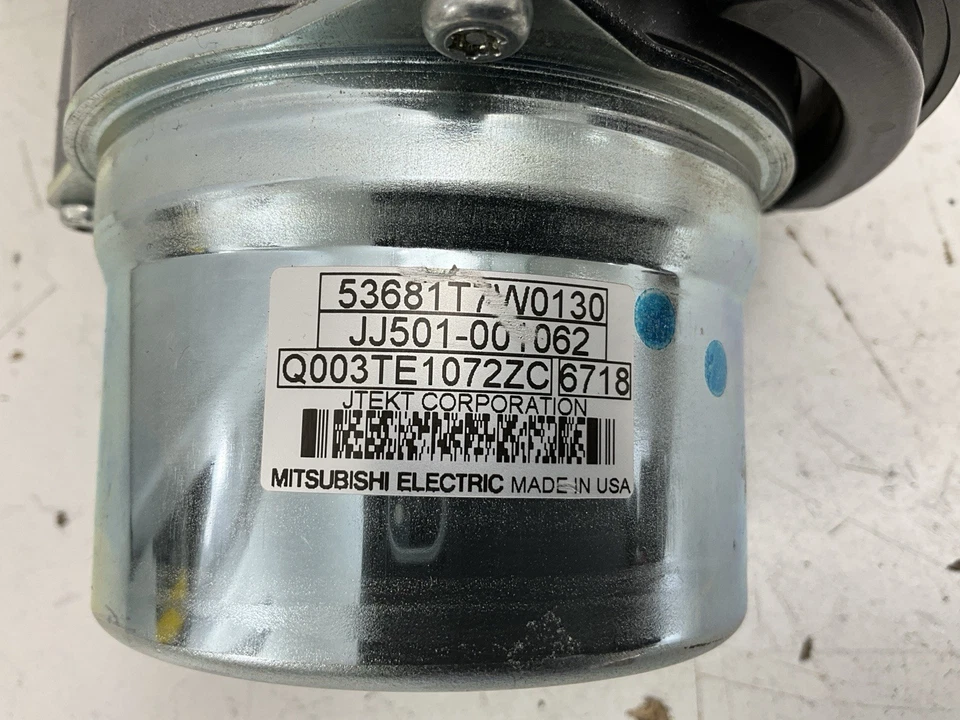 53681T7W0130
JJ501-001062
Q003TE1072ZC 6718
JTEKT CORPORATION
MITSUBISHI ELECTRIC MADE IN USA